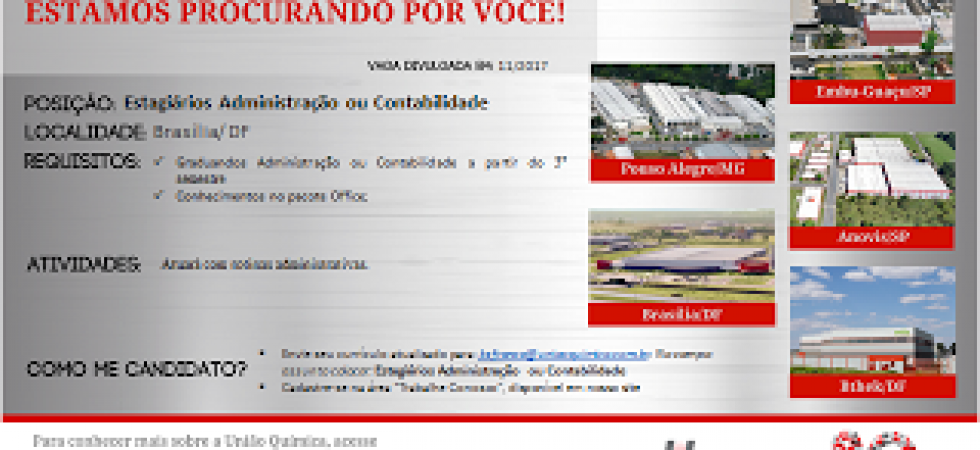 ESTAMOS PROCURANDO POR VOCÊ!
VAGA DIVULGADA EM 11/2017
POSIÇÃO: Estagiários Administração ou Contabilidade
LOCALIDADE: Brasília/DF
REQUISITOS: ✓ Graduandos Administração ou Contabilidade a partir do 3°
semestre
✓ Conhecimentos no pacote Office
ATIVIDADES: Atuará com rotinas administrativas.
COMO ME CANDIDATO?
• Envie seu currículo atualizado para
assunto colocar: Estagiários Administração ou Contabilidade
• Cadastre-se na área "Trabalhe Conosco", disponível em nosso site
Embu-Guaçu/SP
Pouso Alegre/MG
Anovis/SP
Brasília/DF
Bthek/DF
Para conhecer mais sobre a União Química, acesse